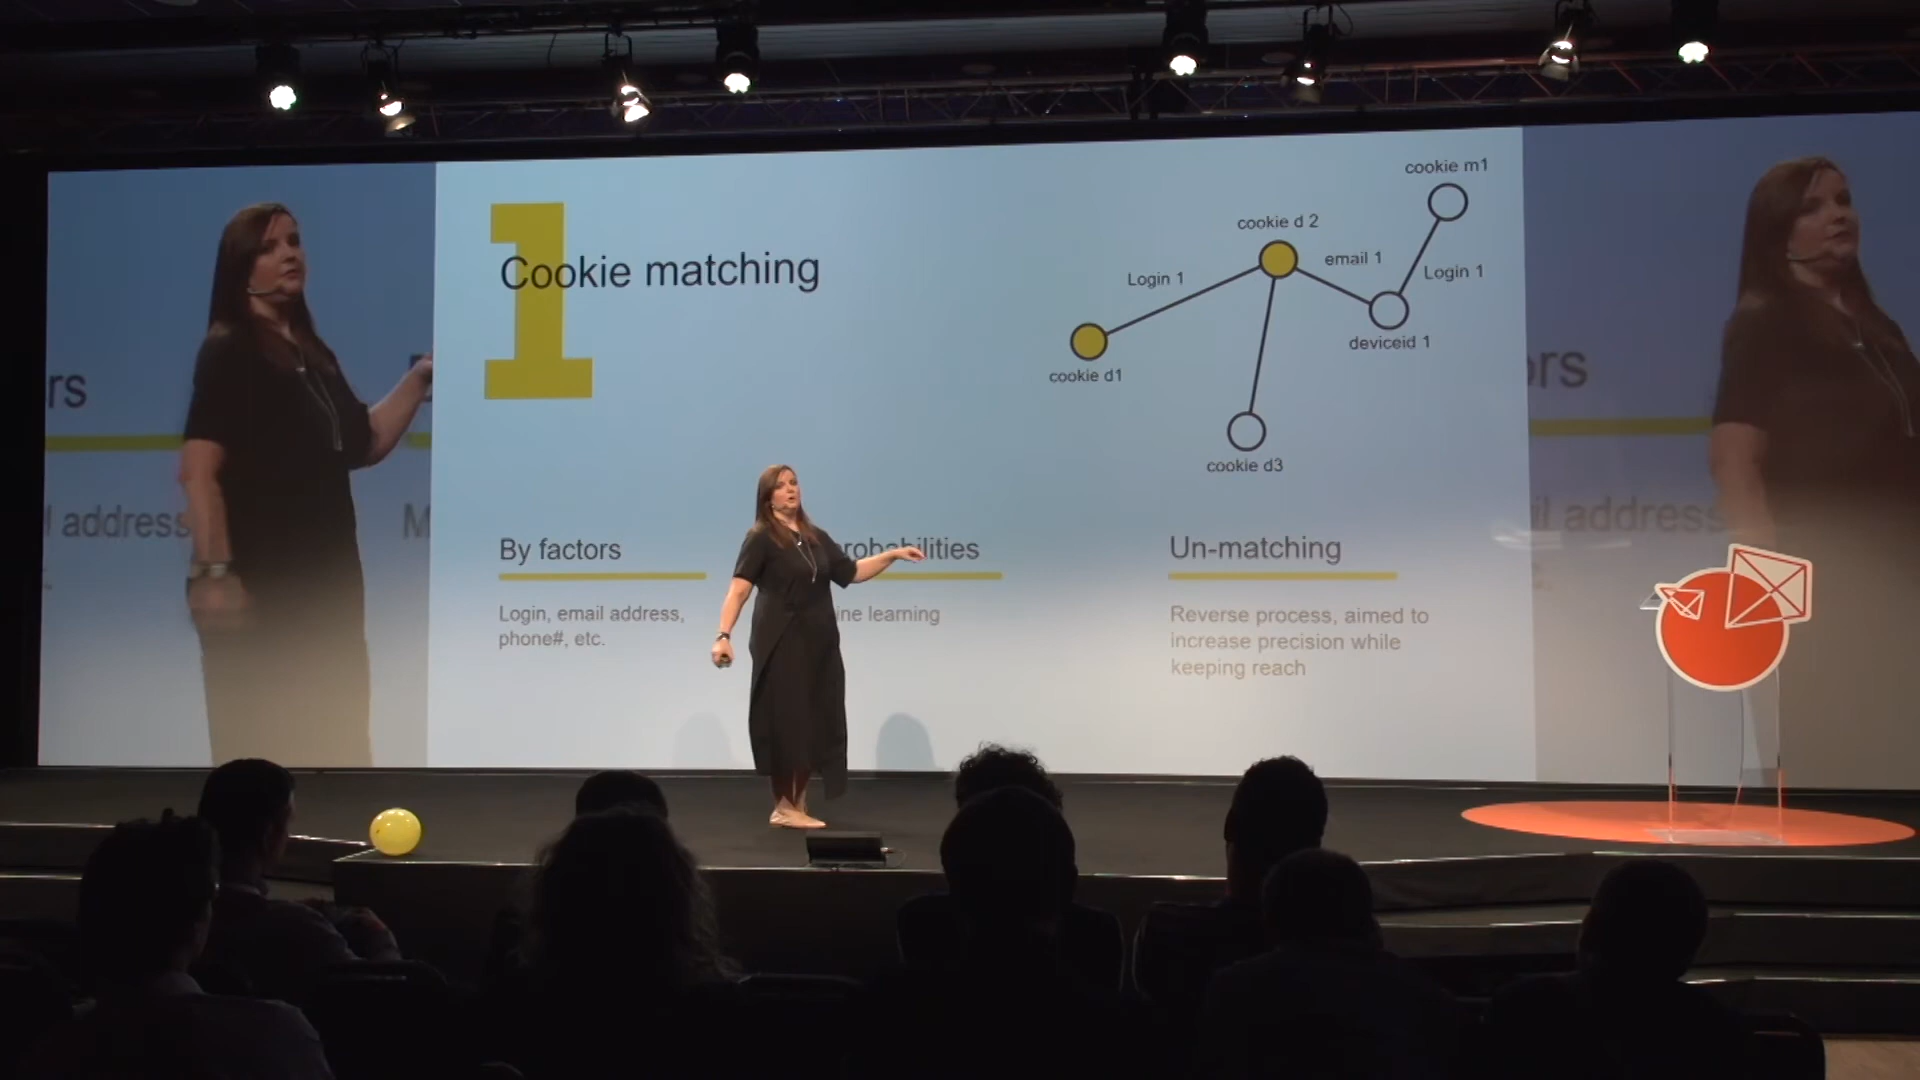 1
Cookie matching
cookie m1
cookie d 2
email 1
Login 1
Login 1
deviceid 1
cookie d1
cookie d3
By factors
Login, email address,
phone#, etc.
learning
Un-matching
Reverse process, aimed to
increase precision while
keeping reach
address
address